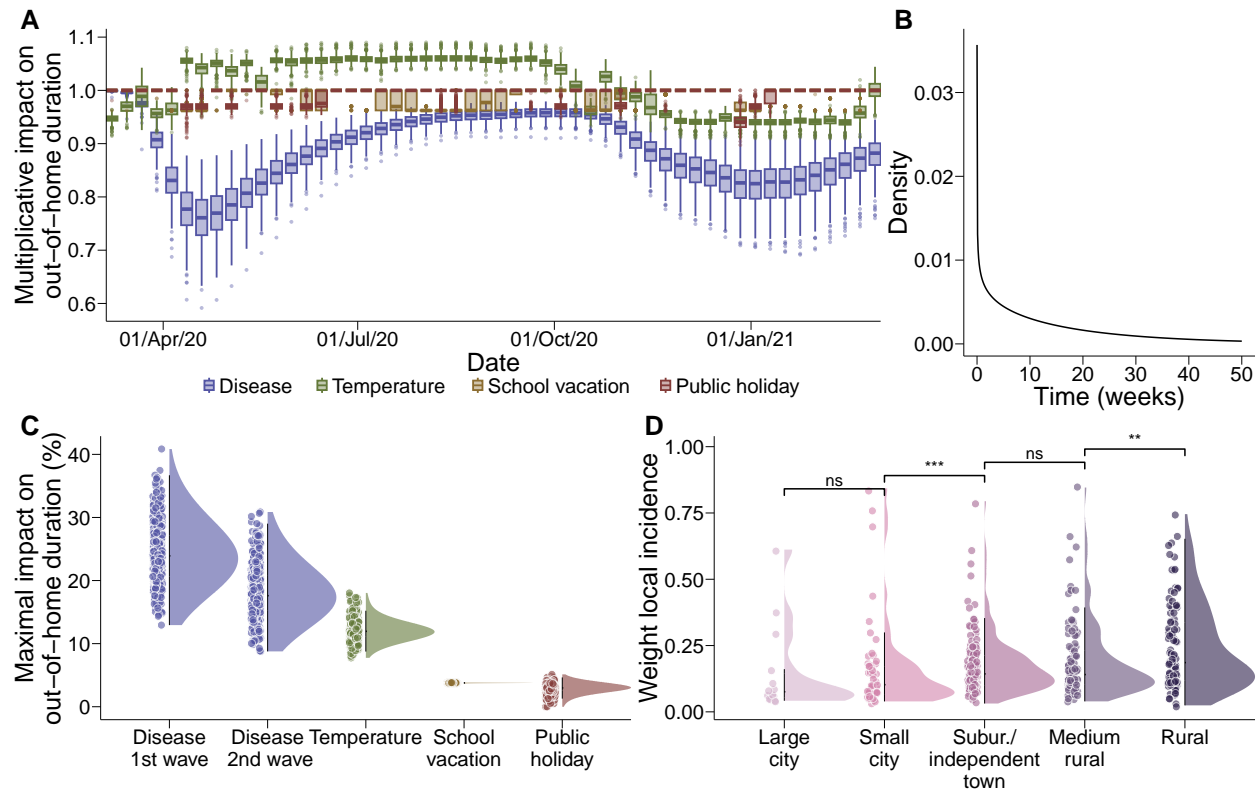 A
Multiplicative impact on
out−of−home duration
1.1
1.0
0.9
0.8
0.7
0.6
01/Apr/20
01/Jul/20
01/Oct/20
01/Jan/21
Date
Disease
Temperature
School vacation
Public holiday
B
Density
0.03
0.02
0.01
0.00
0
10
20
30
40
50
Time (weeks)
C
Maximal impact on
out−of−home duration (%)
40
30
20
10
0
Disease
1st wave
Disease
2nd wave
Temperature
School
vacation
Public
holiday
D
Weight local incidence
1.00
0.75
0.50
0.25
0.00
ns
***
ns
**
Large
city
Small
city
Subur./
independent
town
Medium
rural
Rural